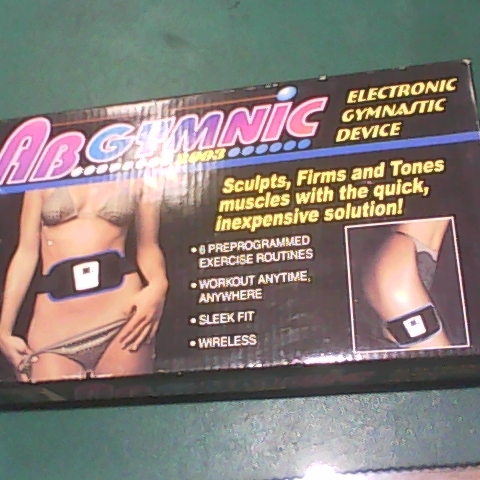 ABGYMNIC
2003
ELECTRONIC
GYMNASTIC
DEVICE
Sculpts, Firms and Tones
muscles with the quick,
inexpensive solution!
• 6 PREPROGRAMMED
EXERCISE ROUTINES
• WORKOUT ANYTIME,
ANYWHERE
• SLEEK FIT
• WIRELESS